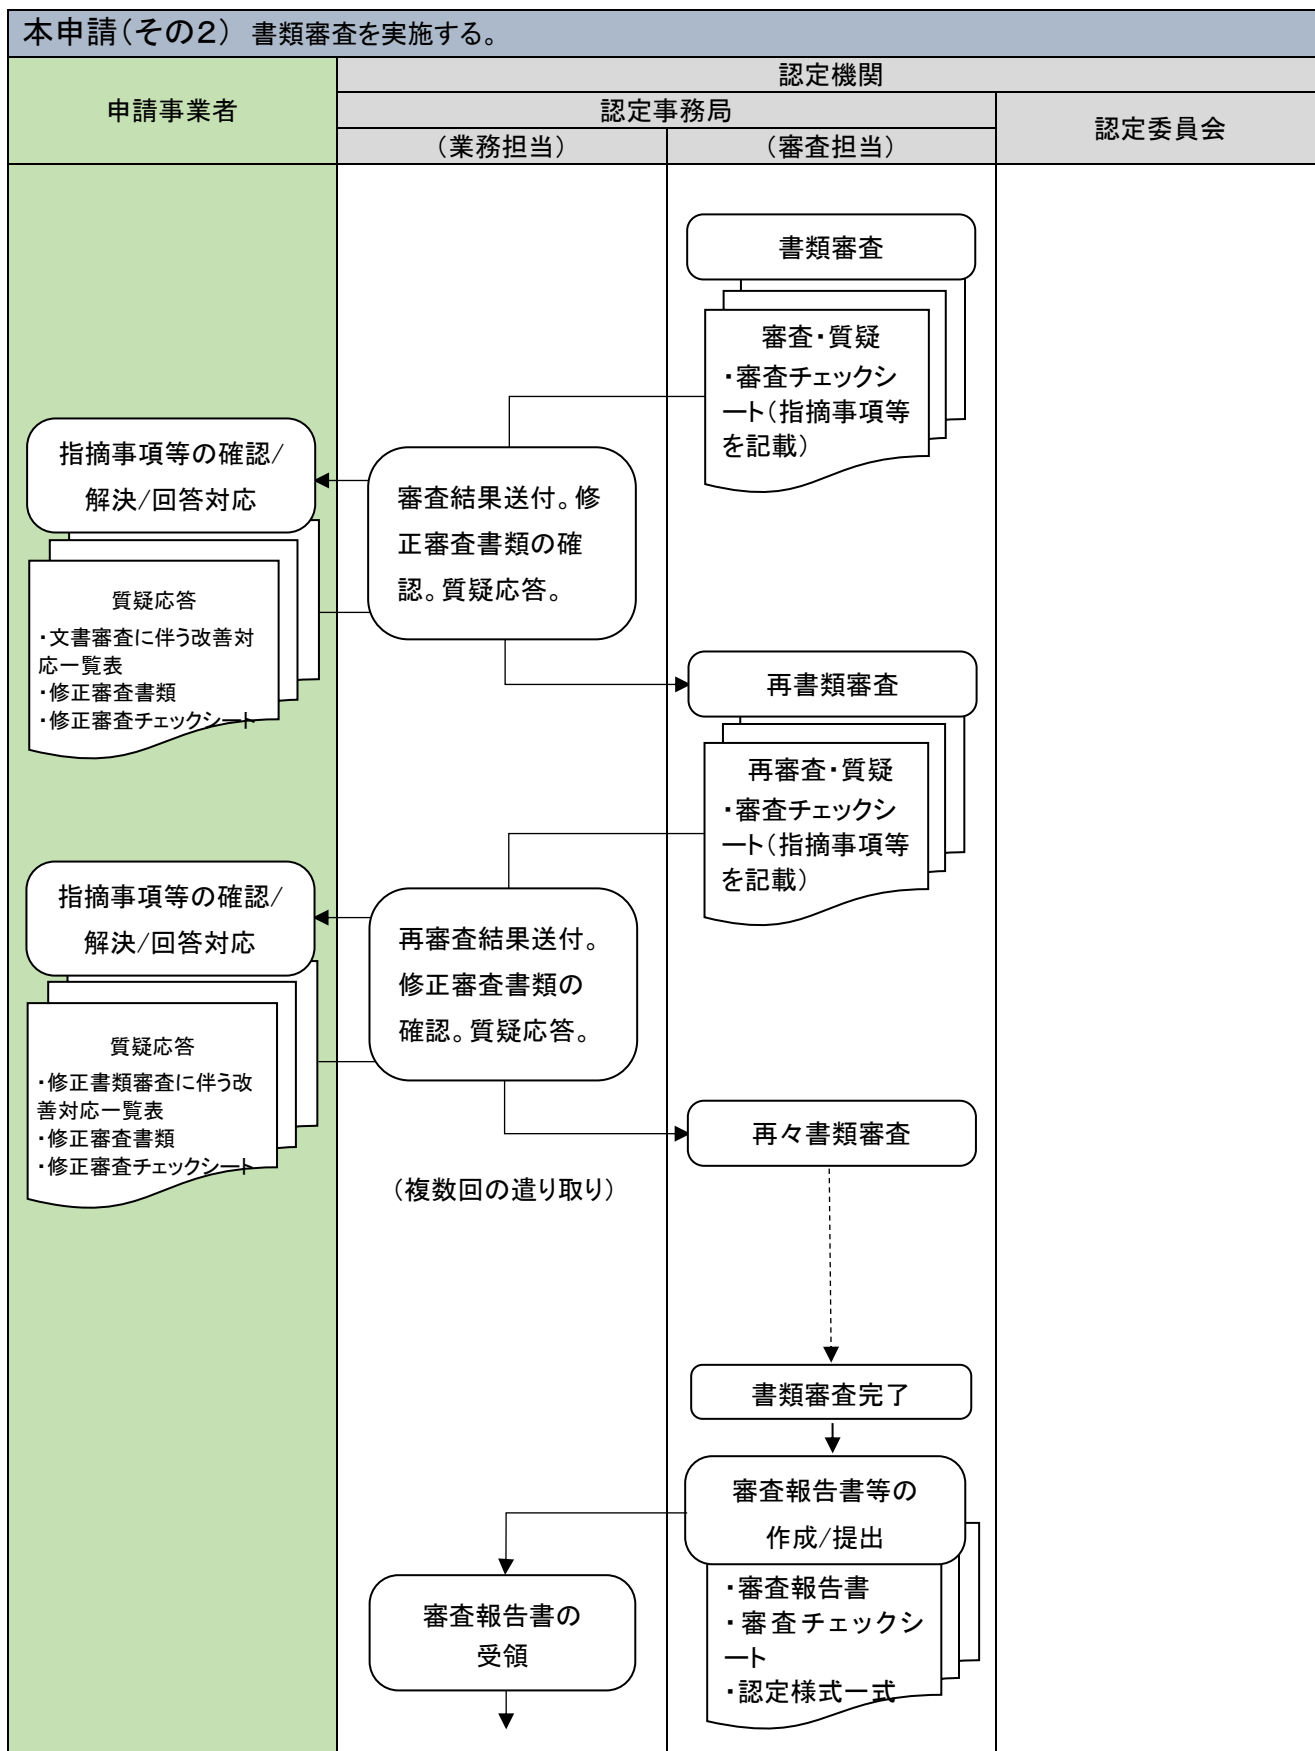 本申請（その２） 書類審査を実施する。
申請事業者
認定機関
認定事務局
認定委員会
（業務担当）
（審査担当）
書類審査
審査・質疑
・審査チェックシ
ート（指摘事項等
を記載）
指摘事項等の確認/
解決/回答対応
審査結果送付。修
正審査書類の確
認。質疑応答。
質疑応答
・文書審査に伴う改善対
応一覧表
・修正審査書類
・修正審査チェックシート
再書類審査
再審査・質疑
・審査チェックシ
ート（指摘事項等
を記載）
指摘事項等の確認/
解決/回答対応
再審査結果送付。
修正審査書類の
確認。質疑応答。
質疑応答
・修正書類審査に伴う改
善対応一覧表
・修正審査書類
・修正審査チェックシート
再々書類審査
（複数回の遣り取り）
書類審査完了
審査報告書等の
作成/提出
・審査報告書
・審査チェックシ
ート
・認定様式一式
審査報告書の
受領